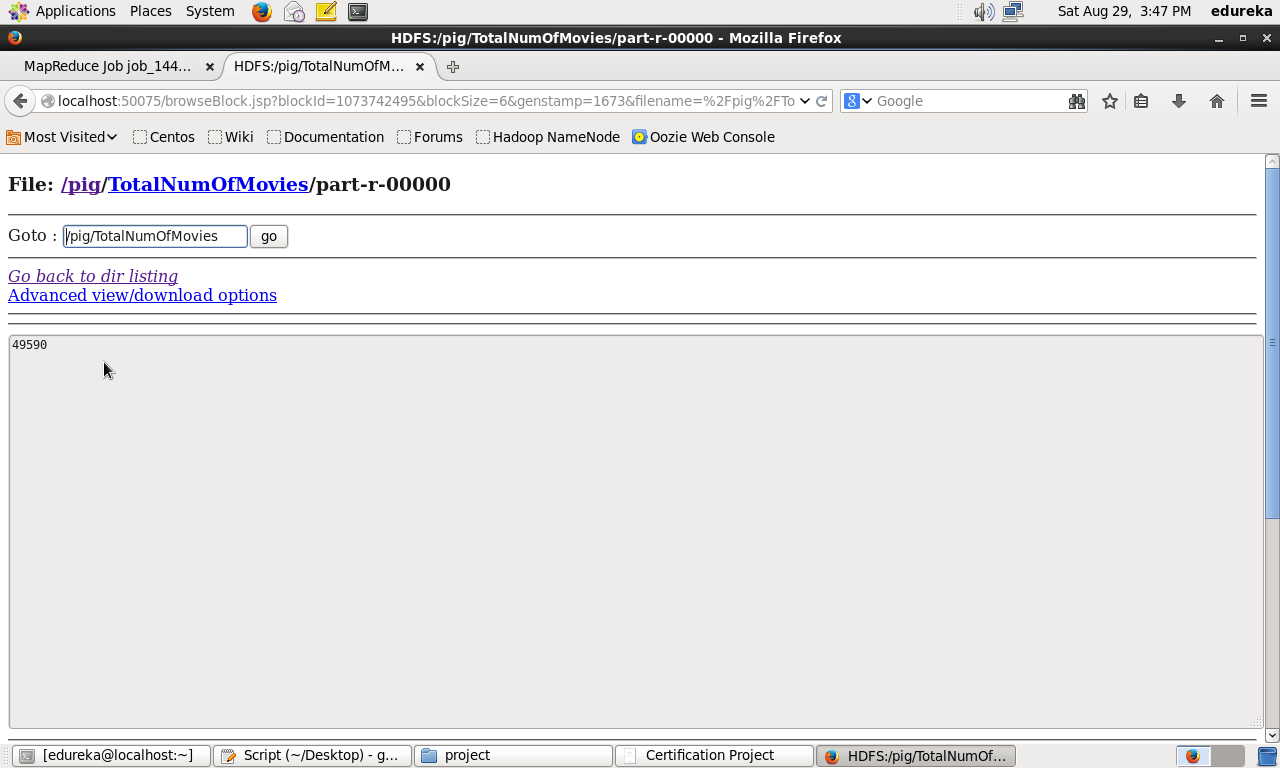 Applications Places System Sat Aug 29, 3:47 PM edureka
HDFS:/pig/TotalNumOfMovies/part-r-00000 - Mozilla Firefox
MapReduce Job job_144... HDFS:/pig/TotalNumOfM...
localhost:50075/browseBlock.jsp?blockId=1073742495&blockSize=6&genstamp=1673&filename=%2Fpig%2FTo Google
Most Visited Centos Wiki Documentation Forums Hadoop NameNode Oozie Web Console
File: /pig/TotalNumOfMovies/part-r-00000
Goto : /pig/TotalNumOfMovies go
Go back to dir listing
Advanced view/download options
49590
[edureka@localhost:~] Script (~/Desktop) - g... project Certification Project HDFS:/pig/TotalNumOf...